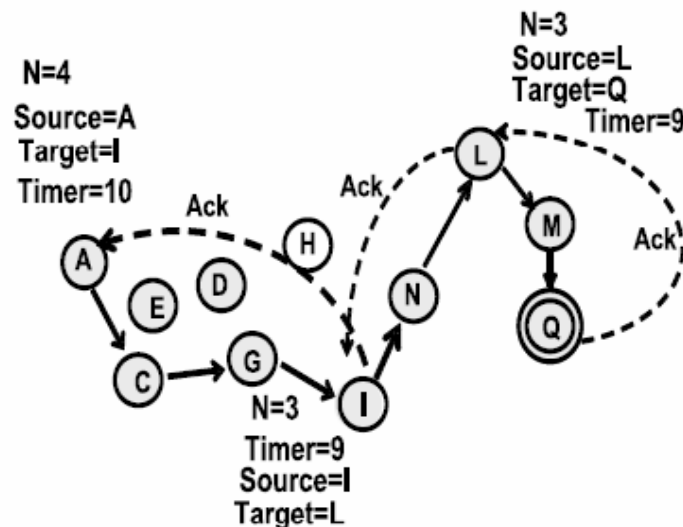 N=4
Source=A
Target=I
Timer=10
N=3
Source=L
Target=Q
Timer=9
Ack
Ack
Ack
A
E
D
H
C
G
I
N
L
M
Q
N=3
Timer=9
Source=I
Target=L